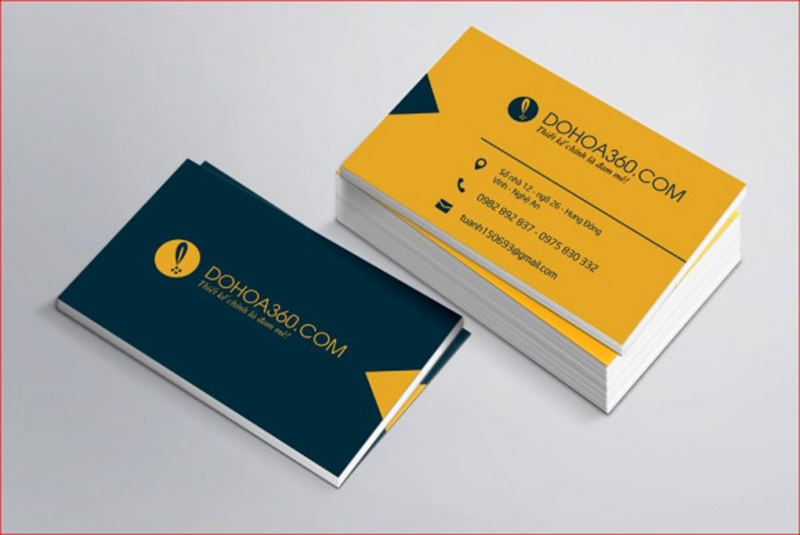 DOHOA360.COM
Thiết kế chính là đam mê!
DOHOA360.COM
Thiết kế chính là đam mê!
Số nhà 12 - ngõ 26 - Hưng Dũng
Vinh - Nghệ An
0982 892 837 - 0975 830 332
tuanh150693@gmail.com